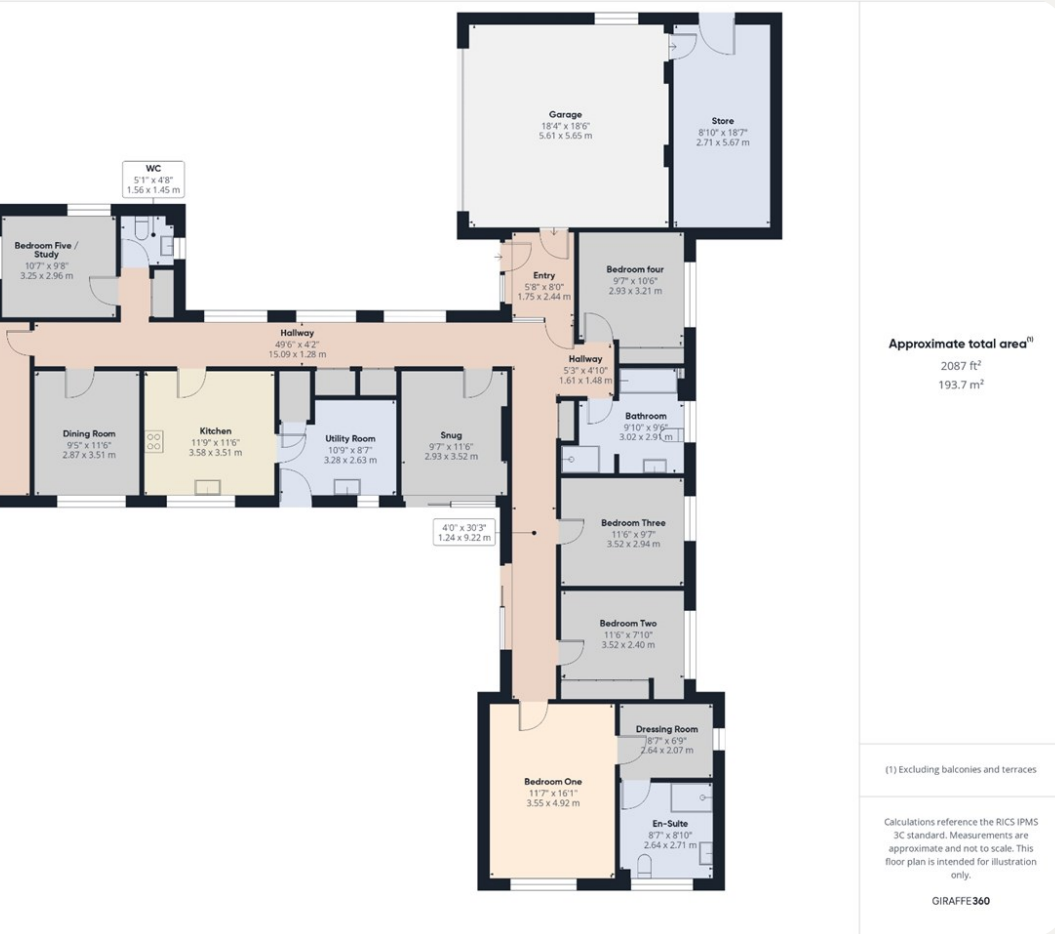 Garage
18'4" x 18'6"
5.61 x 5.65 m
Store
8'10" x 18'7"
2.71 x 5.67 m
WC
5'1" x 4'8"
1.56 x 1.45 m
Bedroom Five /
Study
10'7" x 9'8"
3.25 x 2.96 m
Entry
5'8" x 8'0"
1.75 x 2.44 m
Bedroom four
9'7" x 10'6"
2.93 x 3.21 m
Hallway
49'6" x 4'2"
15.09 x 1.28 m
Hallway
5'3" x 4'10"
1.61 x 1.48 m
Dining Room
9'5" x 11'6"
2.87 x 3.51 m
Kitchen
11'9" x 11'6"
3.58 x 3.51 m
Utility Room
10'9" x 8'7"
3.28 x 2.63 m
Snug
9'7" x 11'6"
2.93 x 3.52 m
Bathroom
9'10" x 9'6"
3.02 x 2.91 m
4'0" x 30'3"
1.24 x 9.22 m
Bedroom Three
11'6" x 9'7"
3.52 x 2.94 m
Bedroom Two
11'6" x 7'10"
3.52 x 2.40 m
Bedroom One
11'7" x 16'1"
3.55 x 4.92 m
Dressing Room
8'7" x 6'9"
2.64 x 2.07 m
En-Suite
8'7" x 8'10"
2.64 x 2.71 m
Approximate total area(1)
2087 ft²
193.7 m²
(1) Excluding balconies and terraces
Calculations reference the RICS IPMS
3C standard. Measurements are
approximate and not to scale. This
floor plan is intended for illustration
only.
GIRAFFE360